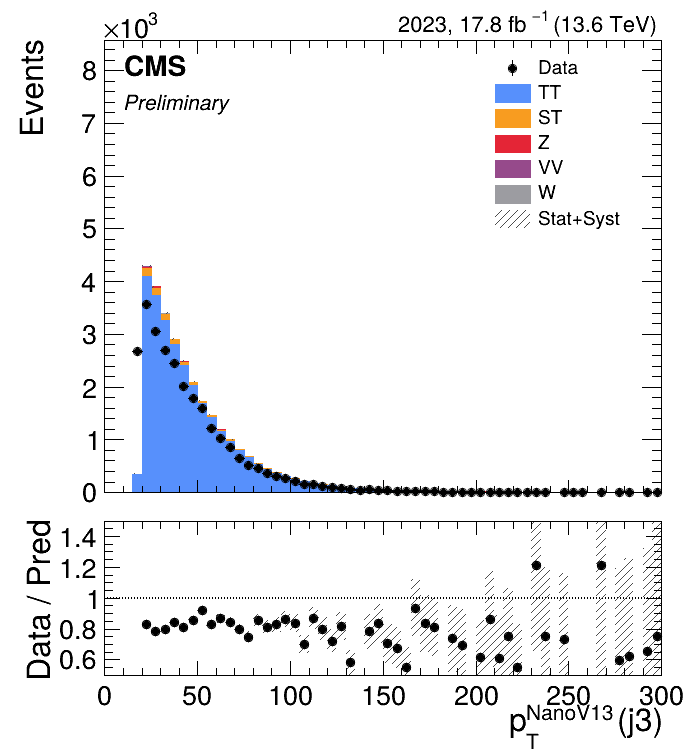 ×10³
2023, 17.8 fb⁻¹ (13.6 TeV)
Events
CMS
Preliminary
Data
TT
ST
Z
VV
W
Stat+Syst
8
7
6
5
4
3
2
1
0
Data / Pred
1.4
1.2
1
0.8
0.6
0 50 100 150 200 250 300
p_T^NanoV13 (j3)